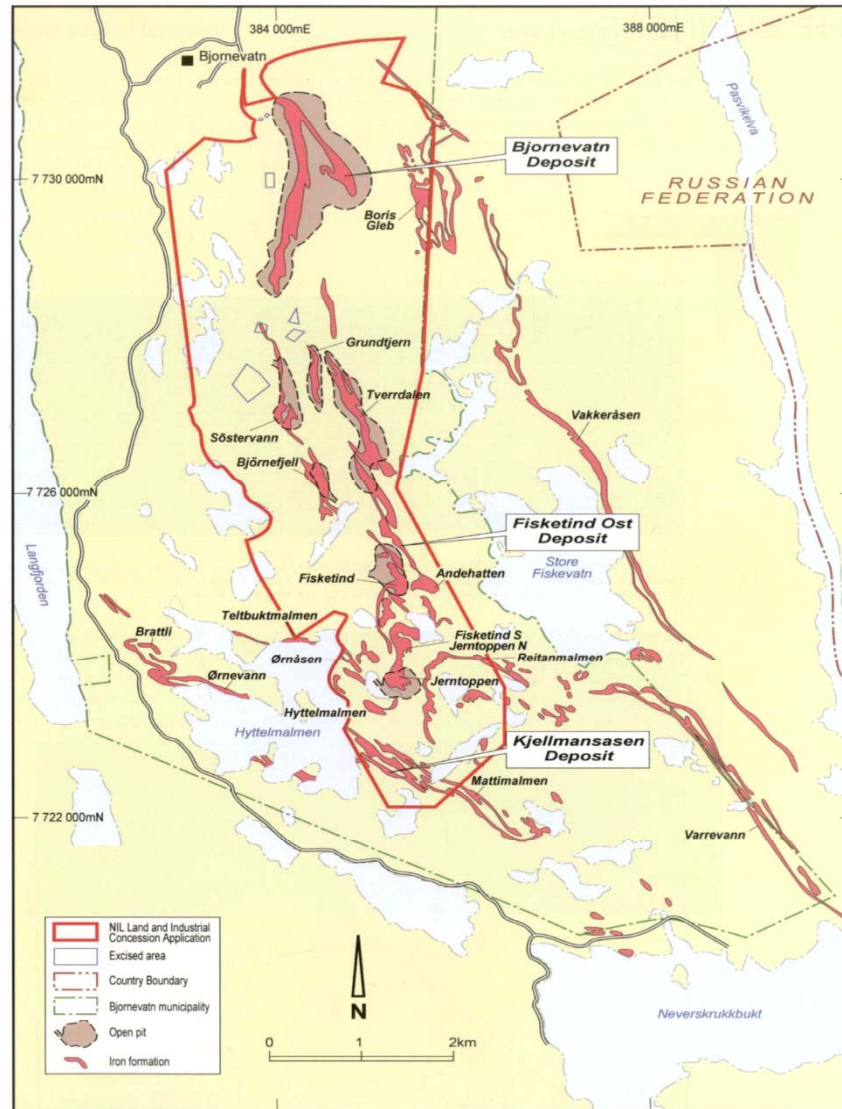 384 000mE
388 000mE
Bjornevatn
Pasvikelva
Bjornevatn
Deposit
7 730 000mN
RUSSIAN
FEDERATION
Boris
Gleb
Grundtjern
Tverrdalen
Vakkeråsen
Söstervann
Björnefjell
7 726 000mN
Fisketind Ost
Deposit
Langfjorden
Store
Fiskevatn
Fisketind
Andehatten
Teltbuktmalmen
Brattli
Fisketind S
Jerntoppen N
Ørnåsen
Reitanmalmen
Ørnevann
Jerntoppen
Hyttelmalmen
Hyttelmalmen
Kjellmansasen
Deposit
Mattimalmen
7 722 000mN
Varrevann
NIL Land and Industrial
Concession Application
Excised area
Country Boundary
Bjornevatn municipality
Open pit
Iron formation
N
0 1 2km
Neverskrukkbukt